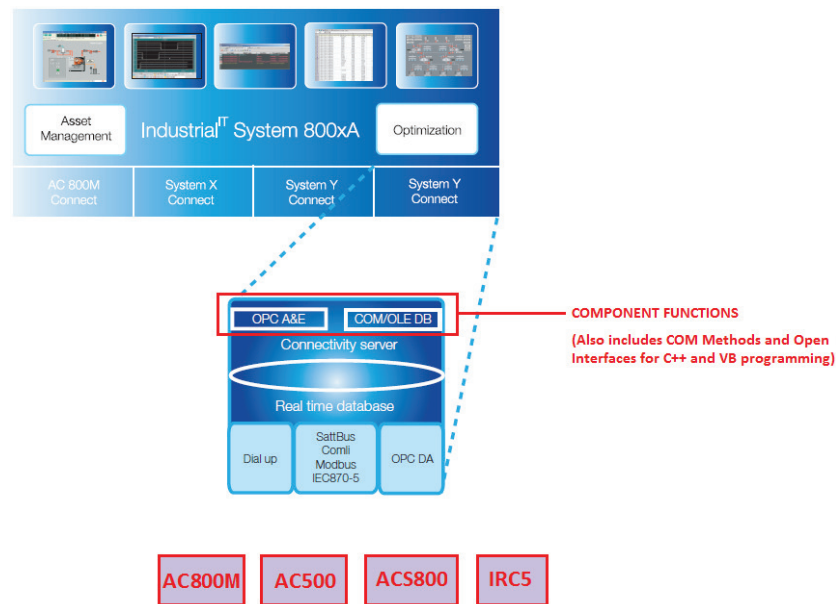 Asset
Management
Industrial IT System 800xA
Optimization
AC 800M
Connect
System X
Connect
System Y
Connect
System Y
Connect
OPC A&E
COM/OLE DB
Connectivity server
Real time database
Dial up
SattBus
Comli
Modbus
IEC870-5
OPC DA
COMPONENT FUNCTIONS
(Also includes COM Methods and Open
Interfaces for C++ and VB programming)
AC800M
AC500
ACS800
IRC5